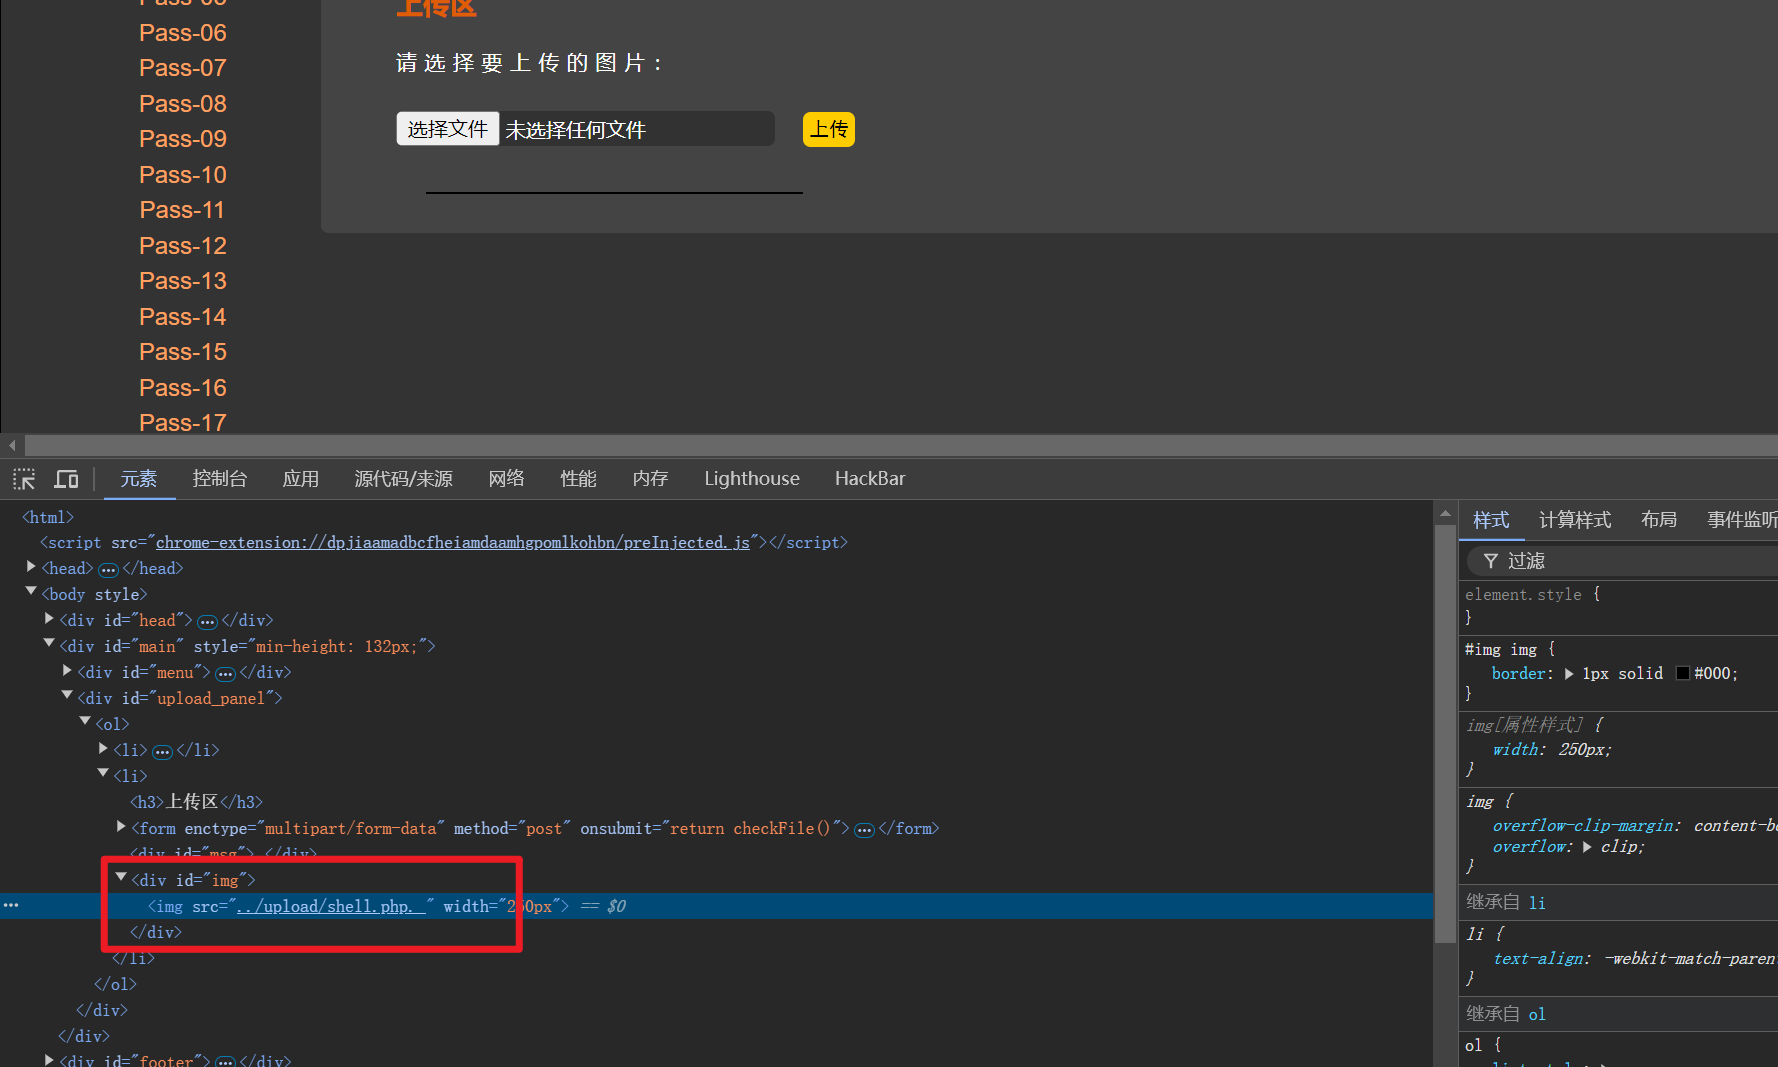 上传区
Pass-06
Pass-07
Pass-08
Pass-09
Pass-10
Pass-11
Pass-12
Pass-13
Pass-14
Pass-15
Pass-16
Pass-17
请选择要上传的图片：
选择文件 未选择任何文件 上传
元素 控制台 应用 源代码/来源 网络 性能 内存 Lighthouse HackBar
<html>
<script src="chrome-extension://dpjiaamadbcfheiamdaamhgpomlkohbn/preInjected.js"></script>
<head> … </head>
<body style>
<div id="head"> … </div>
<div id="main" style="min-height: 132px;">
<div id="menu"> … </div>
<div id="upload_panel">
<ol>
<li> … </li>
<li>
<h3>上传区</h3>
<form enctype="multipart/form-data" method="post" onsubmit="return checkFile()"> … </form>
<div id="msg"> </div>
<div id="img">
<img src="../upload/shell.php. " width="250px"> == $0
</div>
</li>
</ol>
</div>
</div>
<div id="footer"> … </div>
样式 计算样式 布局 事件监听
过滤
element.style {
}
#img img {
border: 1px solid #000;
}
img[属性样式] {
width: 250px;
}
img {
overflow-clip-margin: content-bo
overflow: clip;
}
继承自 li
li {
text-align: -webkit-match-paren
}
继承自 ol
ol {